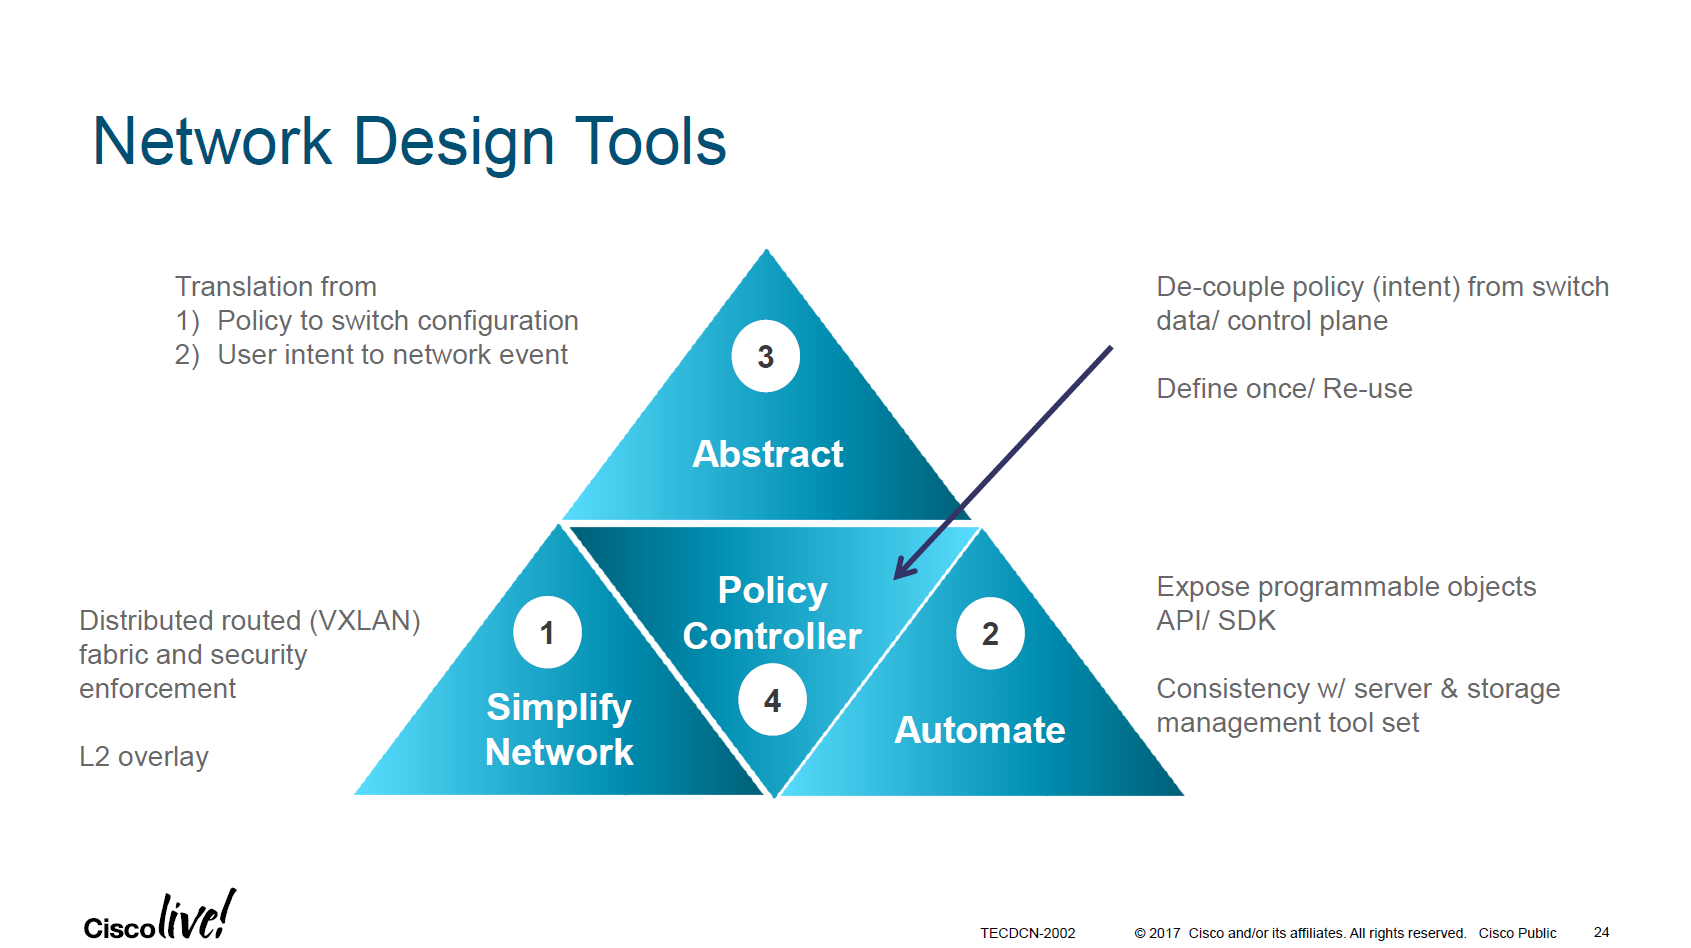 Network Design Tools
Translation from
1) Policy to switch configuration
2) User intent to network event
De-couple policy (intent) from switch
data/ control plane
Define once/ Re-use
3
Abstract
Distributed routed (VXLAN)
fabric and security
enforcement
L2 overlay
1
Simplify
Network
Policy
Controller
4
2
Automate
Expose programmable objects
API/ SDK
Consistency w/ server & storage
management tool set
Cisco live!
TECDCN-2002
© 2017 Cisco and/or its affiliates. All rights reserved. Cisco Public
24